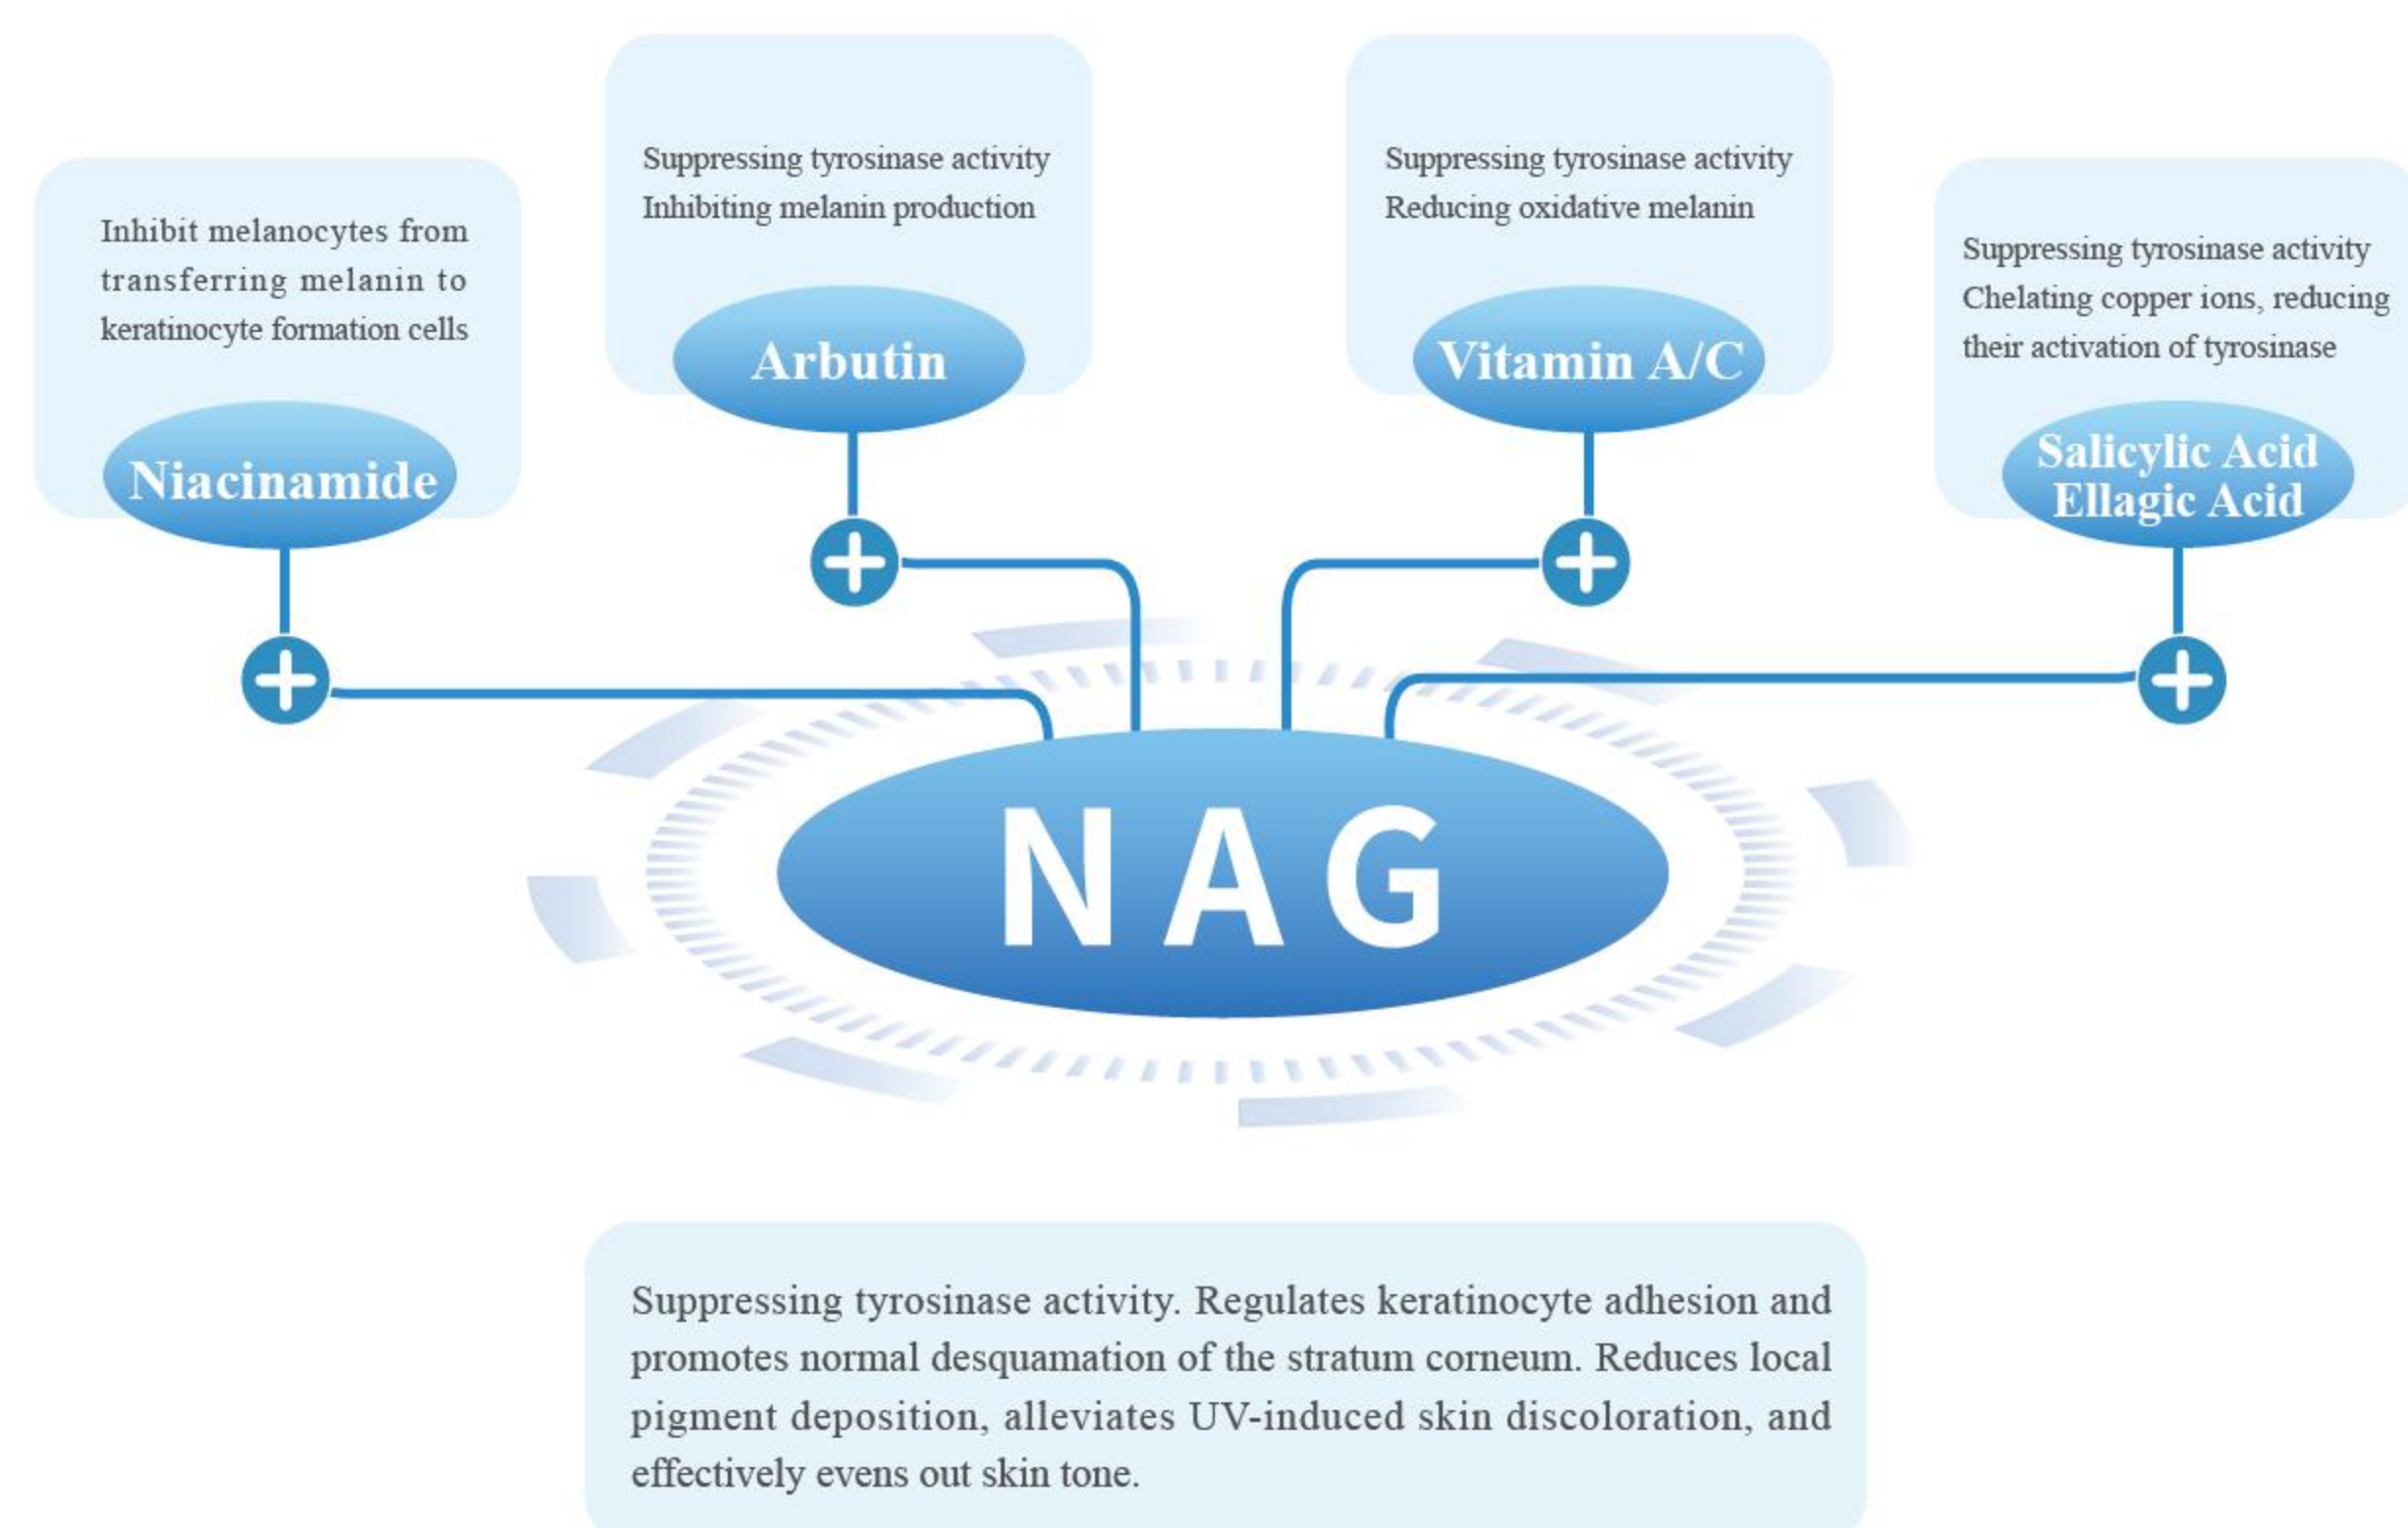 Inhibit melanocytes from
transferring melanin to
keratinocyte formation cells
Niacinamide
Suppressing tyrosinase activity
Inhibiting melanin production
Arbutin
Suppressing tyrosinase activity
Reducing oxidative melanin
Vitamin A/C
Suppressing tyrosinase activity
Chelating copper ions, reducing
their activation of tyrosinase
Salicylic Acid
Ellagic Acid
NAG
Suppressing tyrosinase activity. Regulates keratinocyte adhesion and
promotes normal desquamation of the stratum corneum. Reduces local
pigment deposition, alleviates UV-induced skin discoloration, and
effectively evens out skin tone.